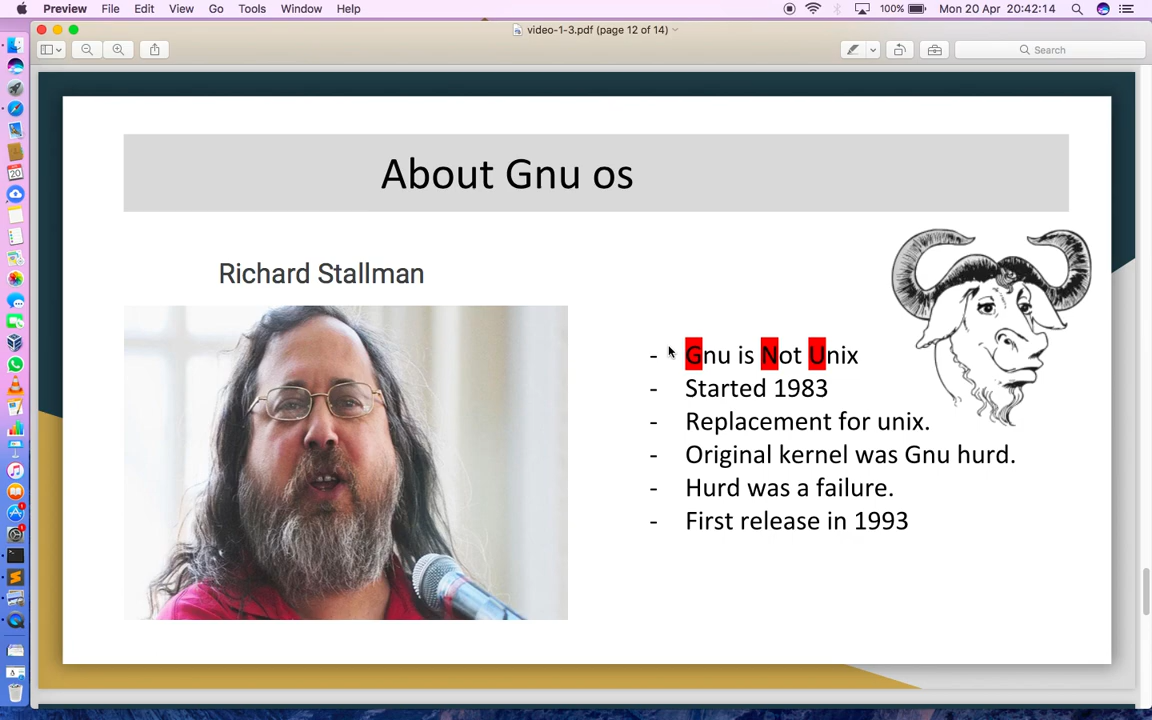 Preview File Edit View Go Tools Window Help 100% Mon 20 Apr 20:42:14
video-1-3.pdf (page 12 of 14)
Search
About Gnu os
Richard Stallman
- Gnu is Not Unix
- Started 1983
- Replacement for unix.
- Original kernel was Gnu hurd.
- Hurd was a failure.
- First release in 1993
20